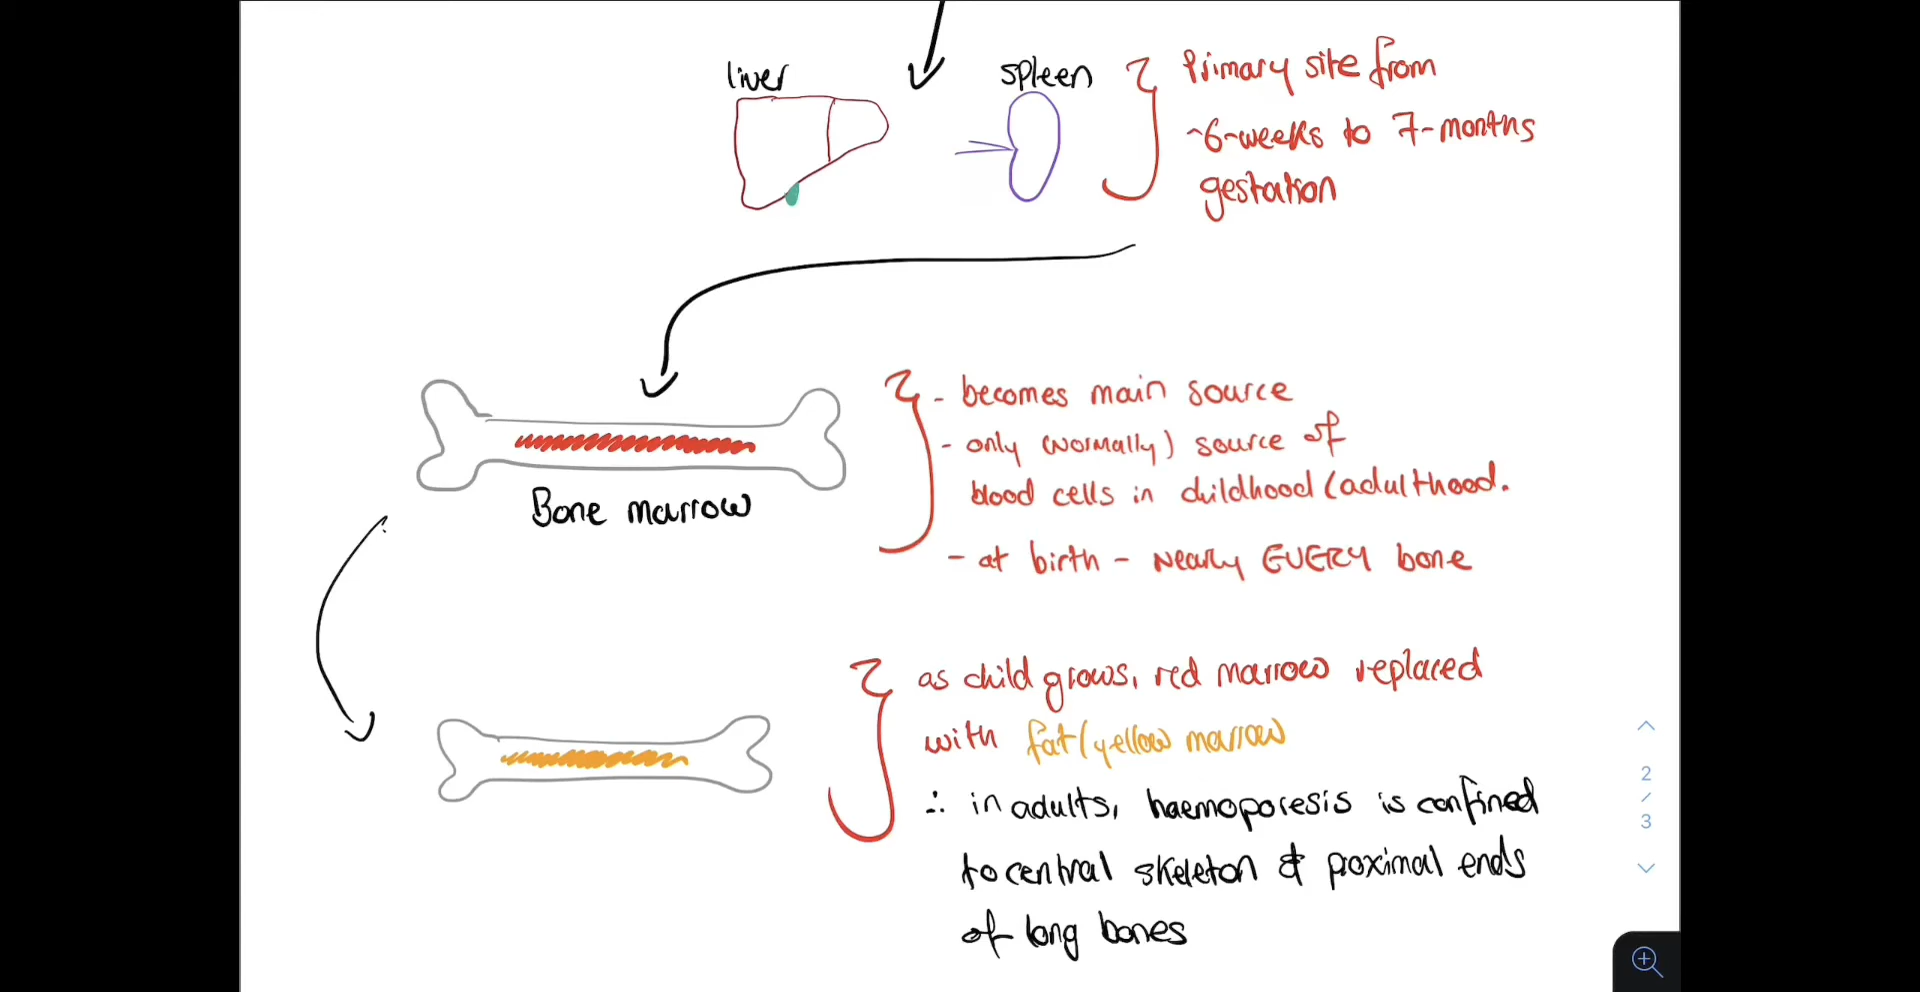 liver
spleen
Primary site from
~6-weeks to 7-months
gestation
Bone marrow
- becomes main source
- only (normally) source of
blood cells in childhood/adulthood.
- at birth - nearly EVERY bone
as child grows, red marrow replaced
with fat/yellow marrow
∴ in adults, haemoporesis is confined
to central skeleton & proximal ends
of long bones
2
/
3